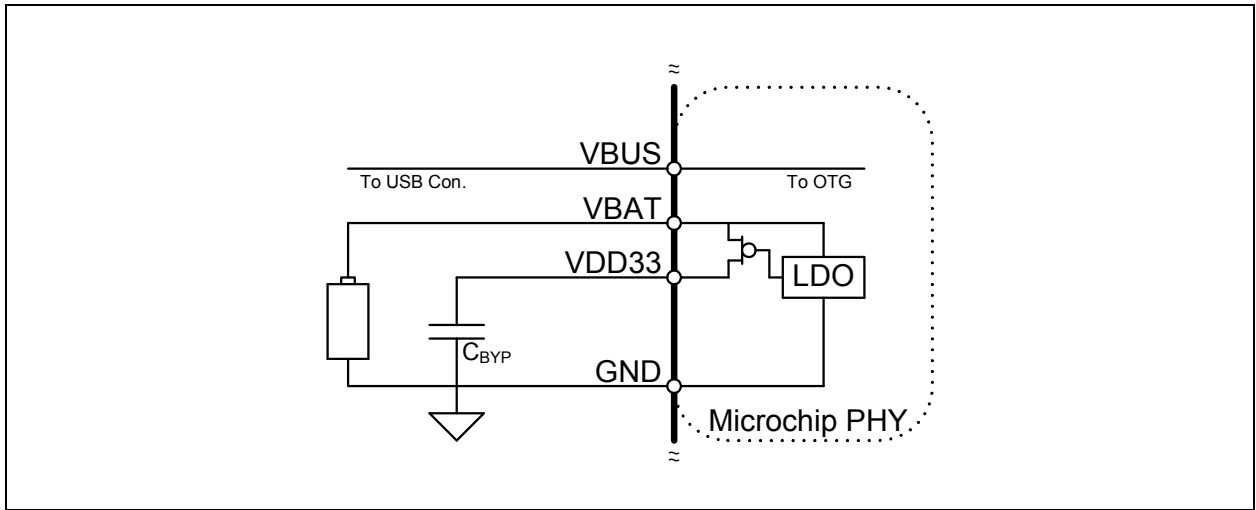 VBUS
To USB Con.
To OTG
VBAT
VDD33
LDO
CBYP
GND
Microchip PHY